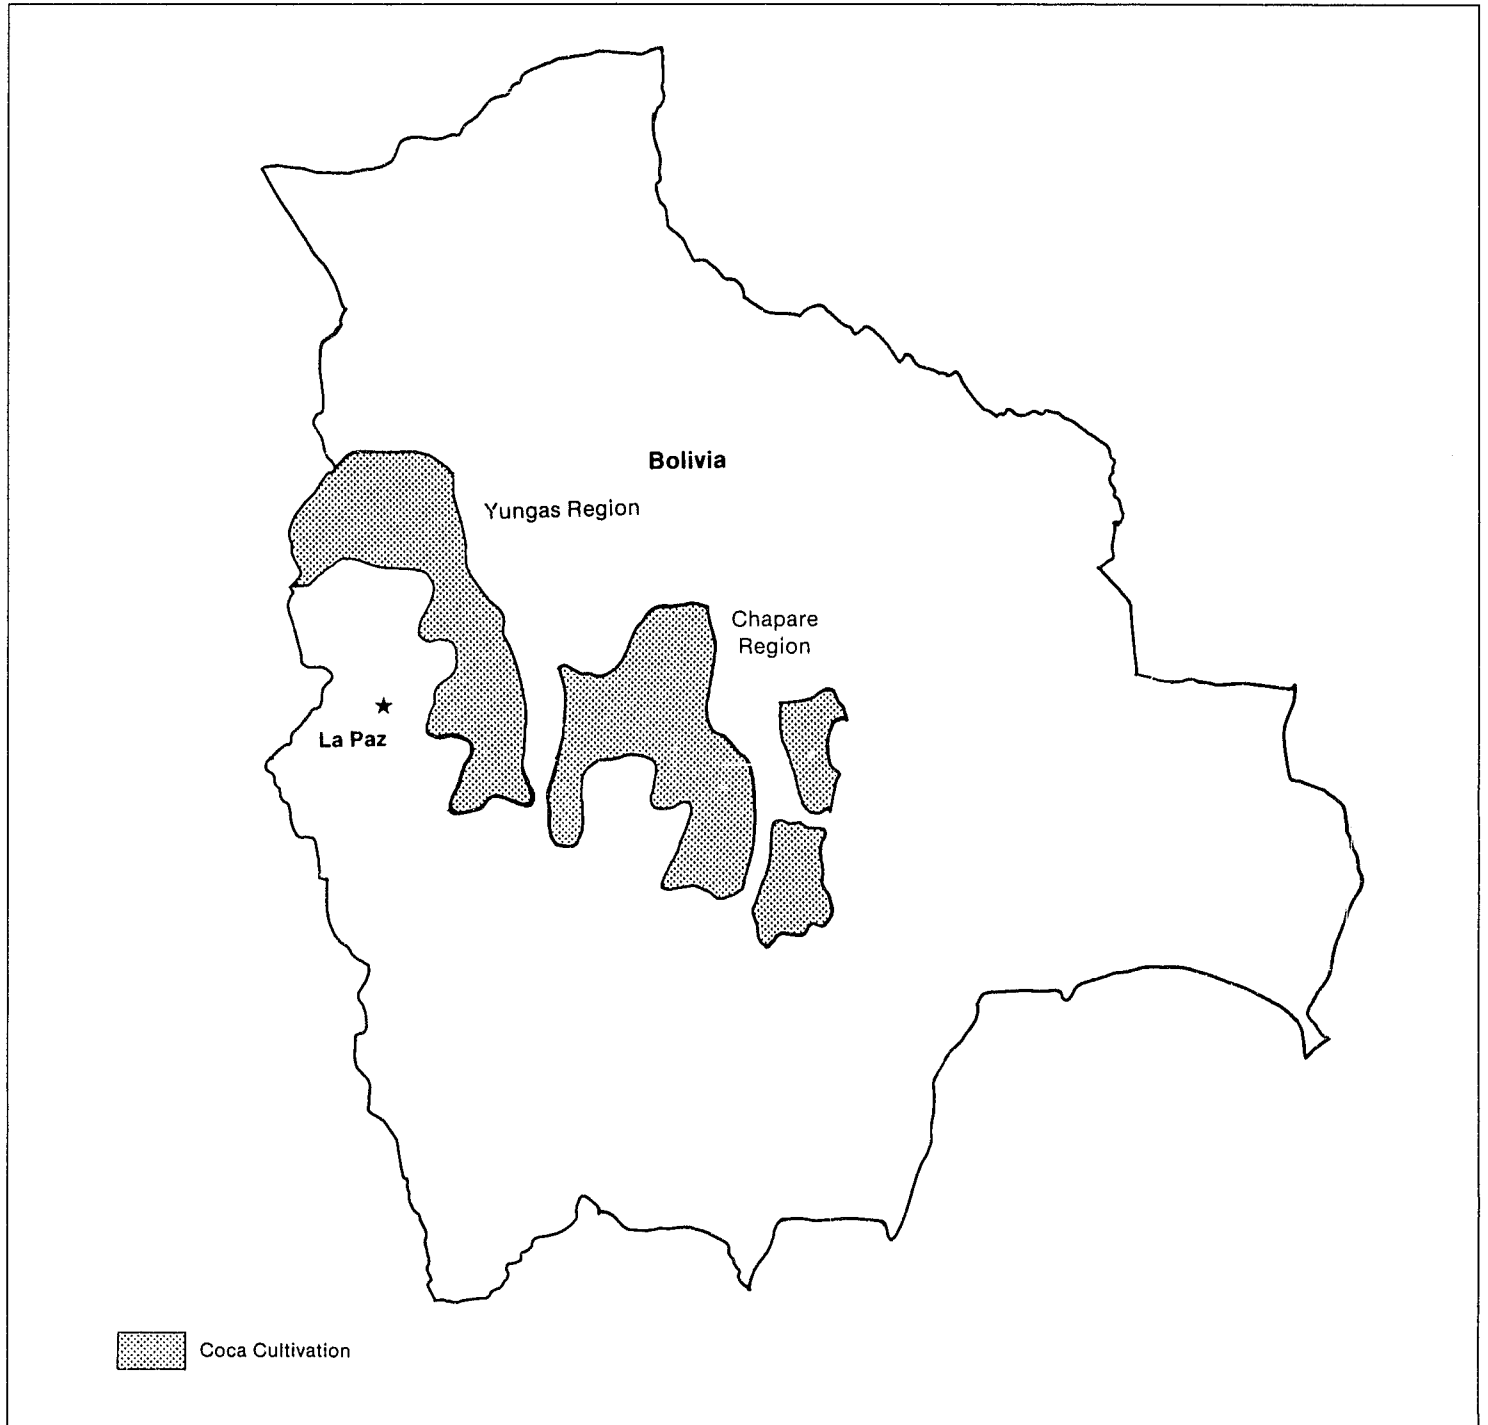 Bolivia
Yungas Region
Chapare
Region
★
La Paz
Coca Cultivation